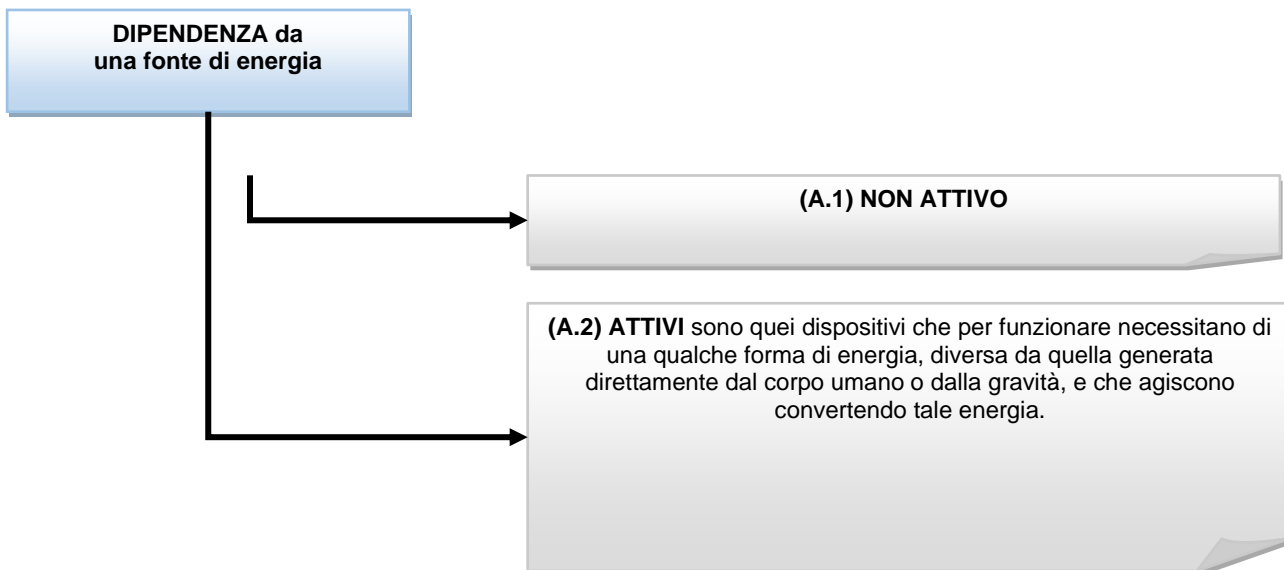 DIPENDENZA da
una fonte di energia
(A.1) NON ATTIVO
(A.2) ATTIVI sono quei dispositivi che per funzionare necessitano di
una qualche forma di energia, diversa da quella generata
direttamente dal corpo umano o dalla gravità, e che agiscono
convertendo tale energia.